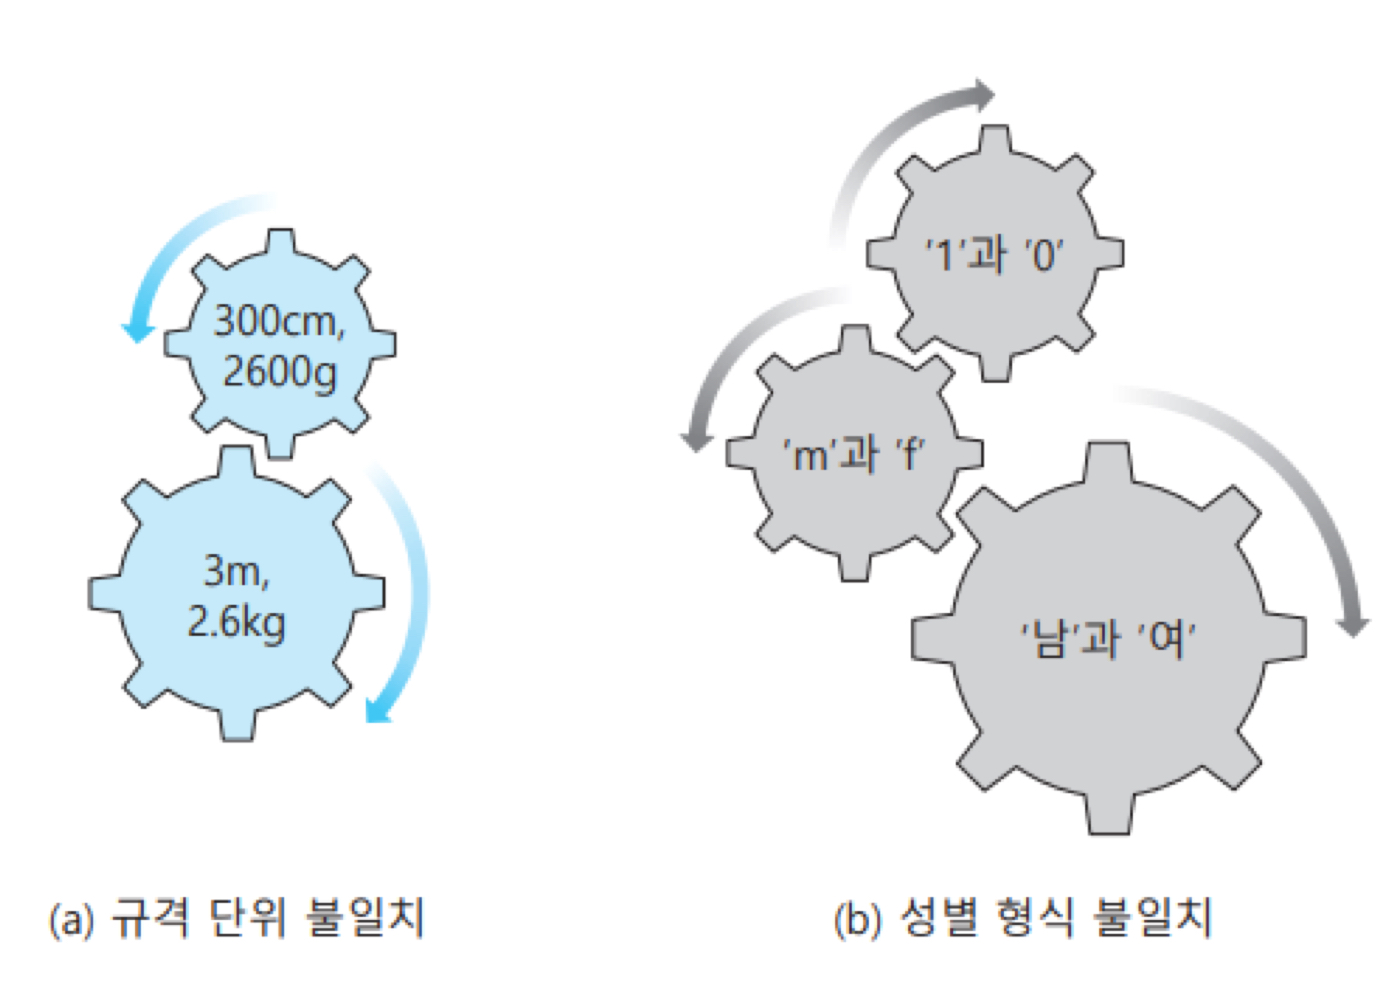 300cm,
2600g
3m,
2.6kg
(a) 규격 단위 불일치
'1'과 '0'
'm'과 'f'
'남'과 '여'
(b) 성별 형식 불일치